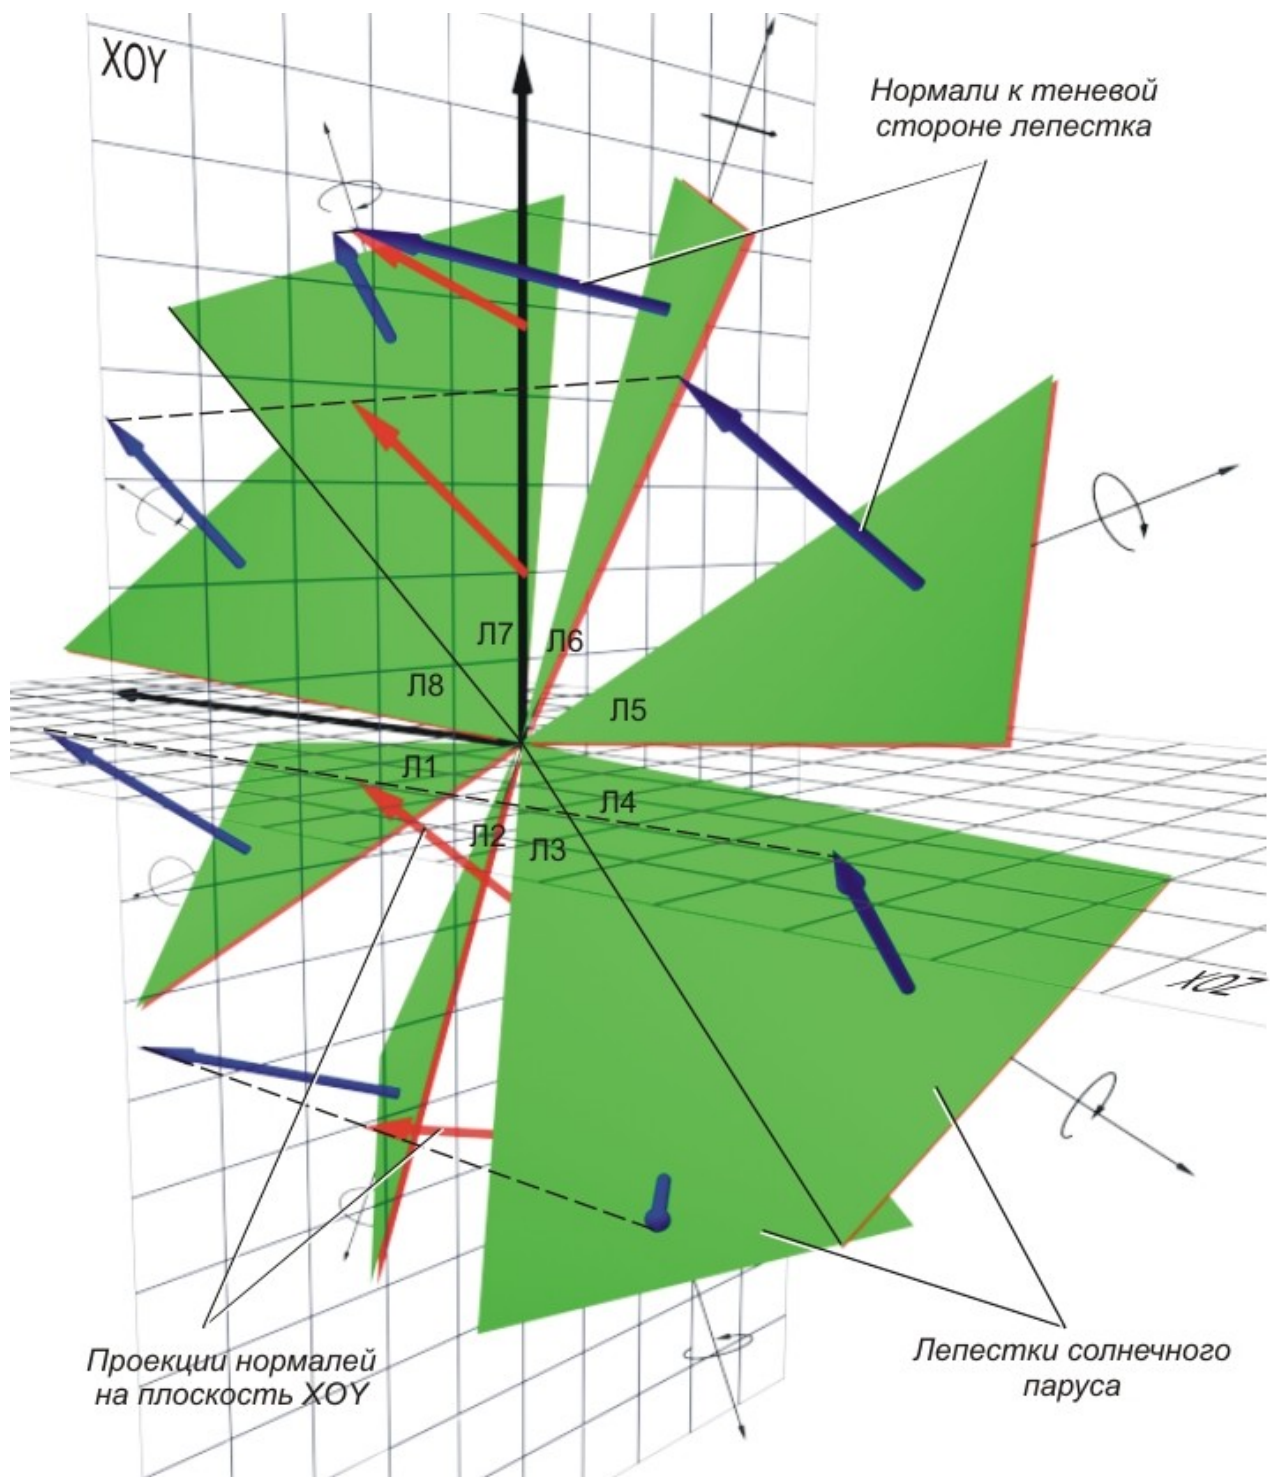 XOY
Нормали к теневой
стороне лепестка
Л7
Л6
Л8
Л5
Л1
Л4
Л2
Л3
XOZ
Проекции нормалей
на плоскость XOY
Лепестки солнечного
паруса